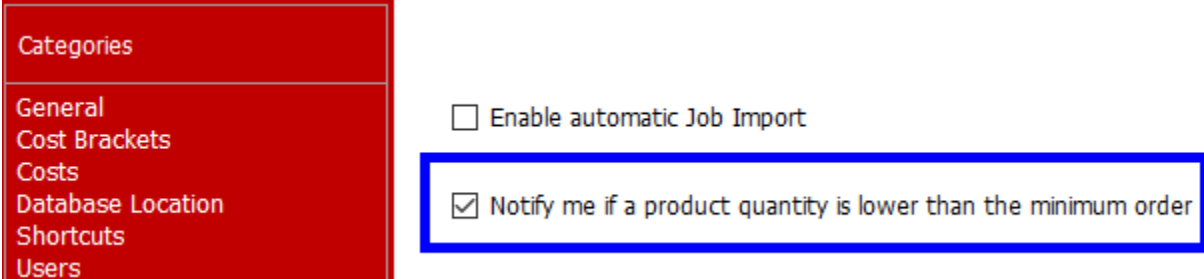 Categories
General
Cost Brackets
Costs
Database Location
Shortcuts
Users
Enable automatic Job Import
Notify me if a product quantity is lower than the minimum order